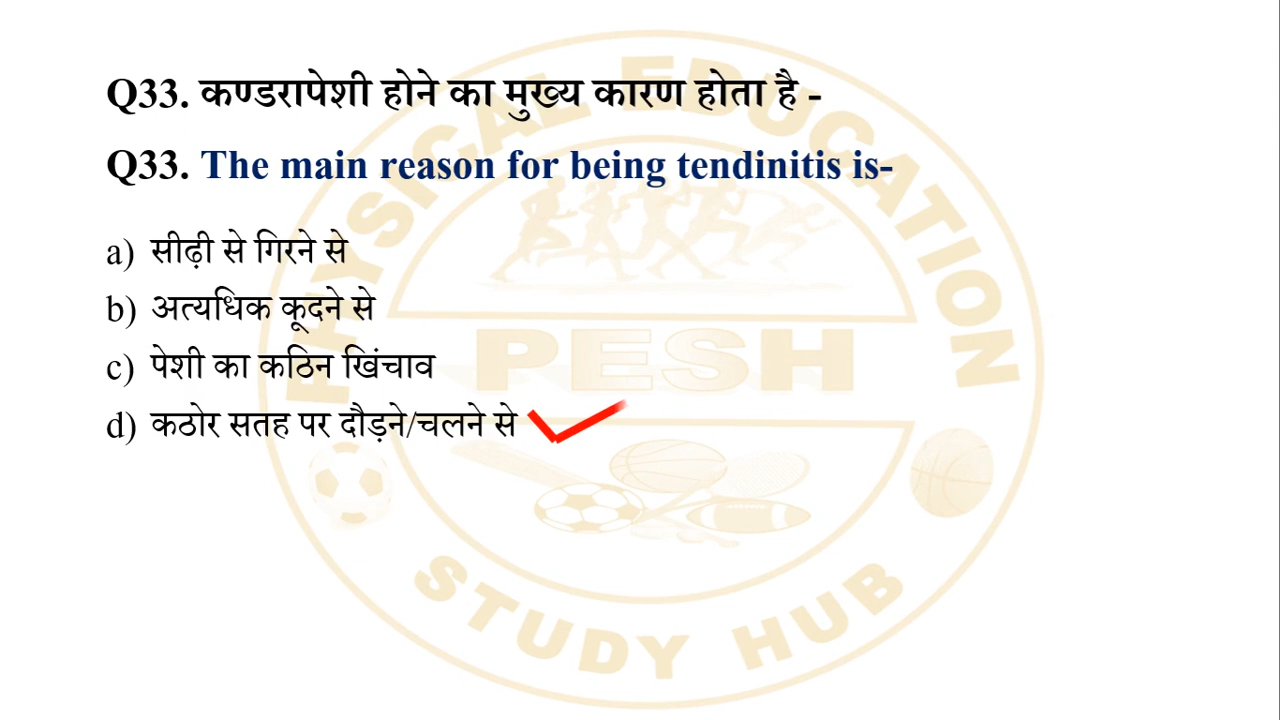 Q33. कण्डरापेशी होने का मुख्य कारण होता है -
Q33. The main reason for being tendinitis is-
a) सीढ़ी से गिरने से
b) अत्यधिक कूदने से
c) पेशी का कठिन खिंचाव
d) कठोर सतह पर दौड़ने/चलने से
PHYSICAL EDUCATION
PESH
STUDY HUB